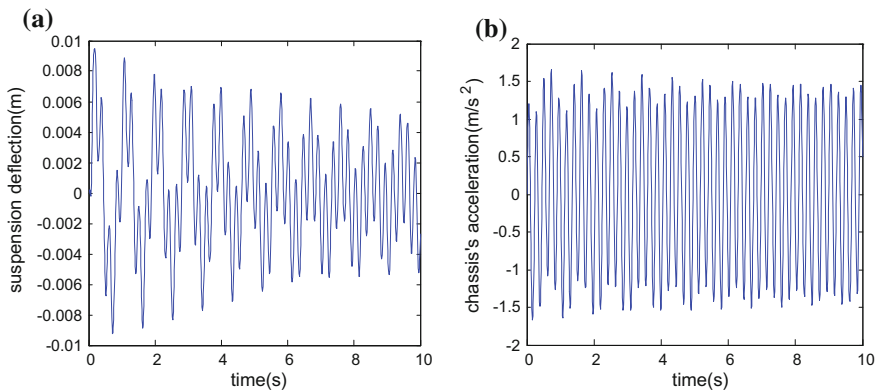 (a)
0.01
0.008
0.006
0.004
0.002
0
-0.002
-0.004
-0.006
-0.008
-0.01
suspension deflection(m)
0 2 4 6 8 10
time(s)
(b)
2
1.5
1
0.5
0
-0.5
-1
-1.5
-2
chassis's acceleration(m/s²)
0 2 4 6 8 10
time(s)